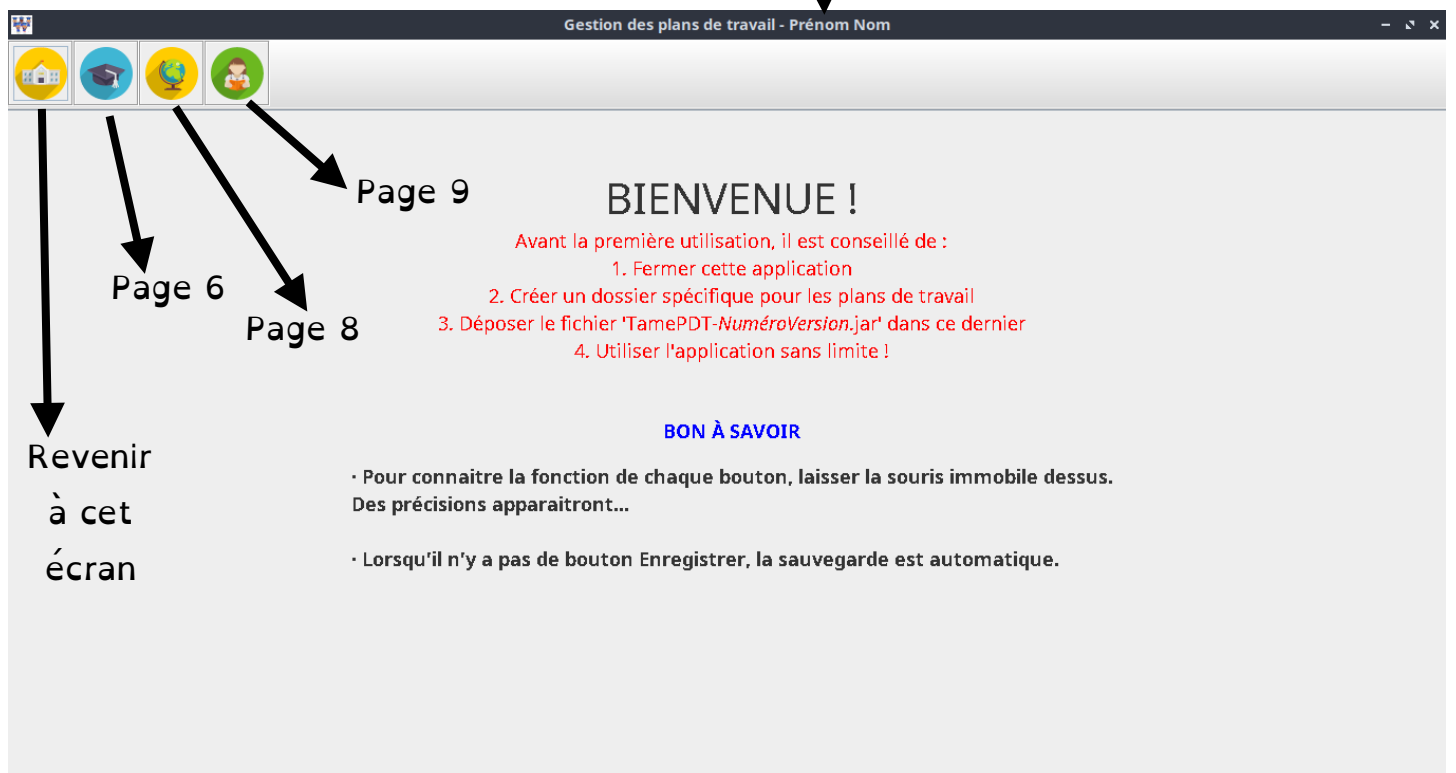 Gestion des plans de travail - Prénom Nom
Page 9
BIENVENUE !
Avant la première utilisation, il est conseillé de :
1. Fermer cette application
Page 6
2. Créer un dossier spécifique pour les plans de travail
Page 8
3. Déposer le fichier 'TamePDT-NuméroVersion.jar' dans ce dernier
4. Utiliser l'application sans limite !
BON À SAVOIR
Revenir
à cet
écran
· Pour connaitre la fonction de chaque bouton, laisser la souris immobile dessus.
Des précisions apparaitront...
· Lorsqu'il n'y a pas de bouton Enregistrer, la sauvegarde est automatique.